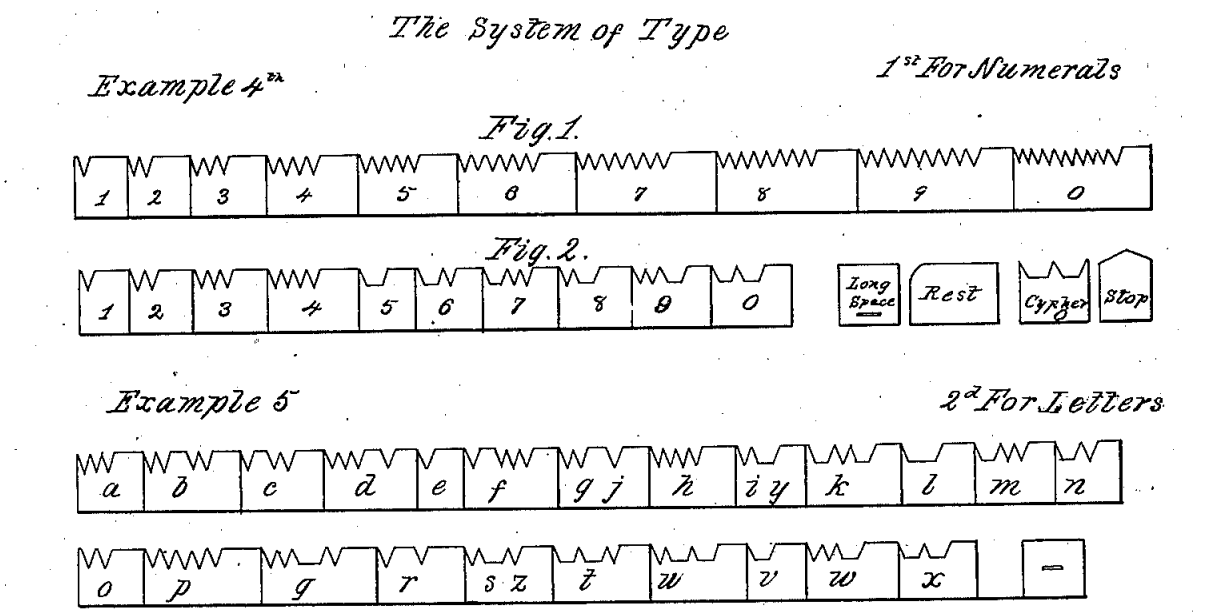 The System of Type
Example 4th
1st For Numerals
Fig. 1.
1 2 3 4 5 6 7 8 9 0
Fig. 2.
1 2 3 4 5 6 7 8 9 0
Long Space
Rest
Cypher
Stop
Example 5
2d For Letters
a b c d e f g j h i y k l m n
o p q r s z t u v w x